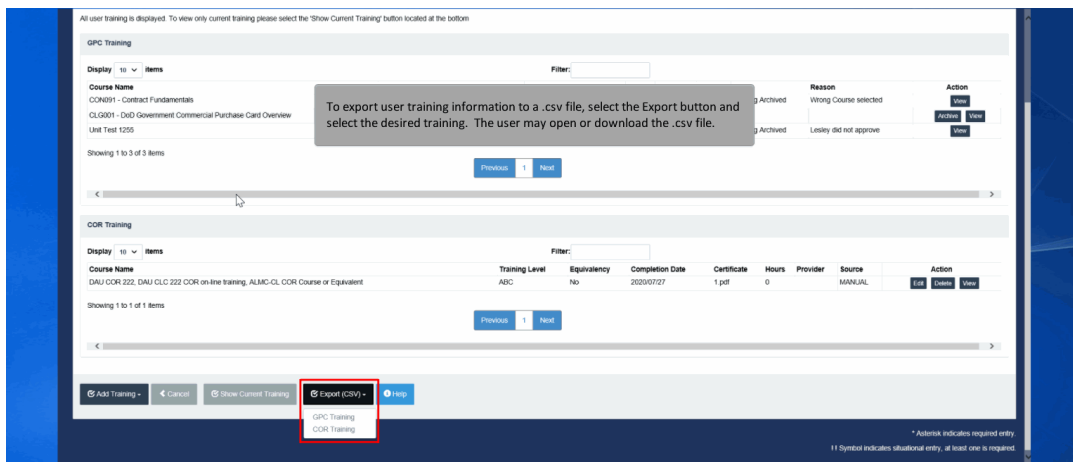 All user training is displayed. To view only current training please select the 'Show Current Training' button located at the bottom
GPC Training
Display 10 items Filter:
Course Name Reason Action
CON091 - Contract Fundamentals g Archived Wrong Course selected View
CLG001 - DoD Government Commercial Purchase Card Overview Archive View
Unit Test 1255 g Archived Lesley did not approve View
To export user training information to a .csv file, select the Export button and
select the desired training. The user may open or download the .csv file.
Showing 1 to 3 of 3 items
Previous 1 Next
COR Training
Display 10 items Filter:
Course Name Training Level Equivalency Completion Date Certificate Hours Provider Source Action
DAU COR 222, DAU CLC 222 COR on-line training, ALMC-CL COR Course or Equivalent ABC No 2020/07/27 1.pdf 0 MANUAL Edit Delete View
Showing 1 to 1 of 1 items
Previous 1 Next
Add Training Cancel Show Current Training Export (CSV) Help
GPC Training
COR Training
* Asterisk indicates required entry.
!! Symbol indicates situational entry, at least one is required.